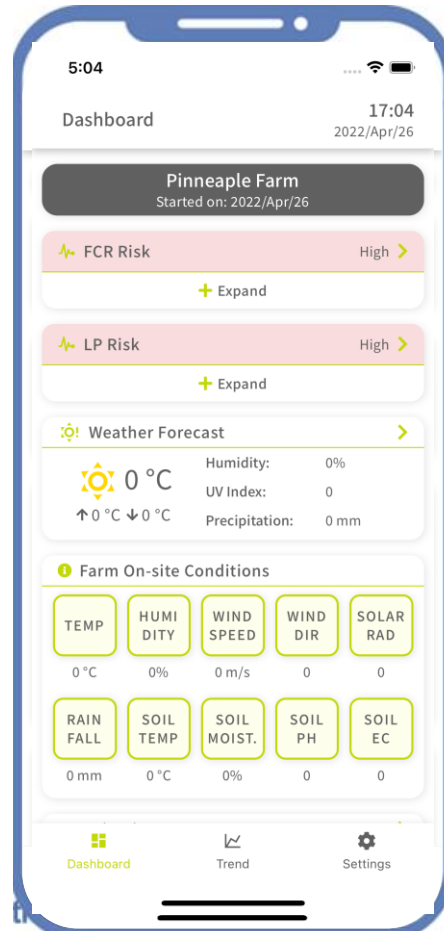 5:04
Dashboard
17:04
2022/Apr/26
Pinneaple Farm
Started on: 2022/Apr/26
FCR Risk
High
+ Expand
LP Risk
High
+ Expand
Weather Forecast
0 °C
↑0 °C ↓0 °C
Humidity: 0%
UV Index: 0
Precipitation: 0 mm
Farm On-site Conditions
TEMP
HUMI
DITY
WIND
SPEED
WIND
DIR
SOLAR
RAD
0 °C 0% 0 m/s 0 0
RAIN
FALL
SOIL
TEMP
SOIL
MOIST.
SOIL
PH
SOIL
EC
0 mm 0 °C 0% 0 0
Dashboard
Trend
Settings